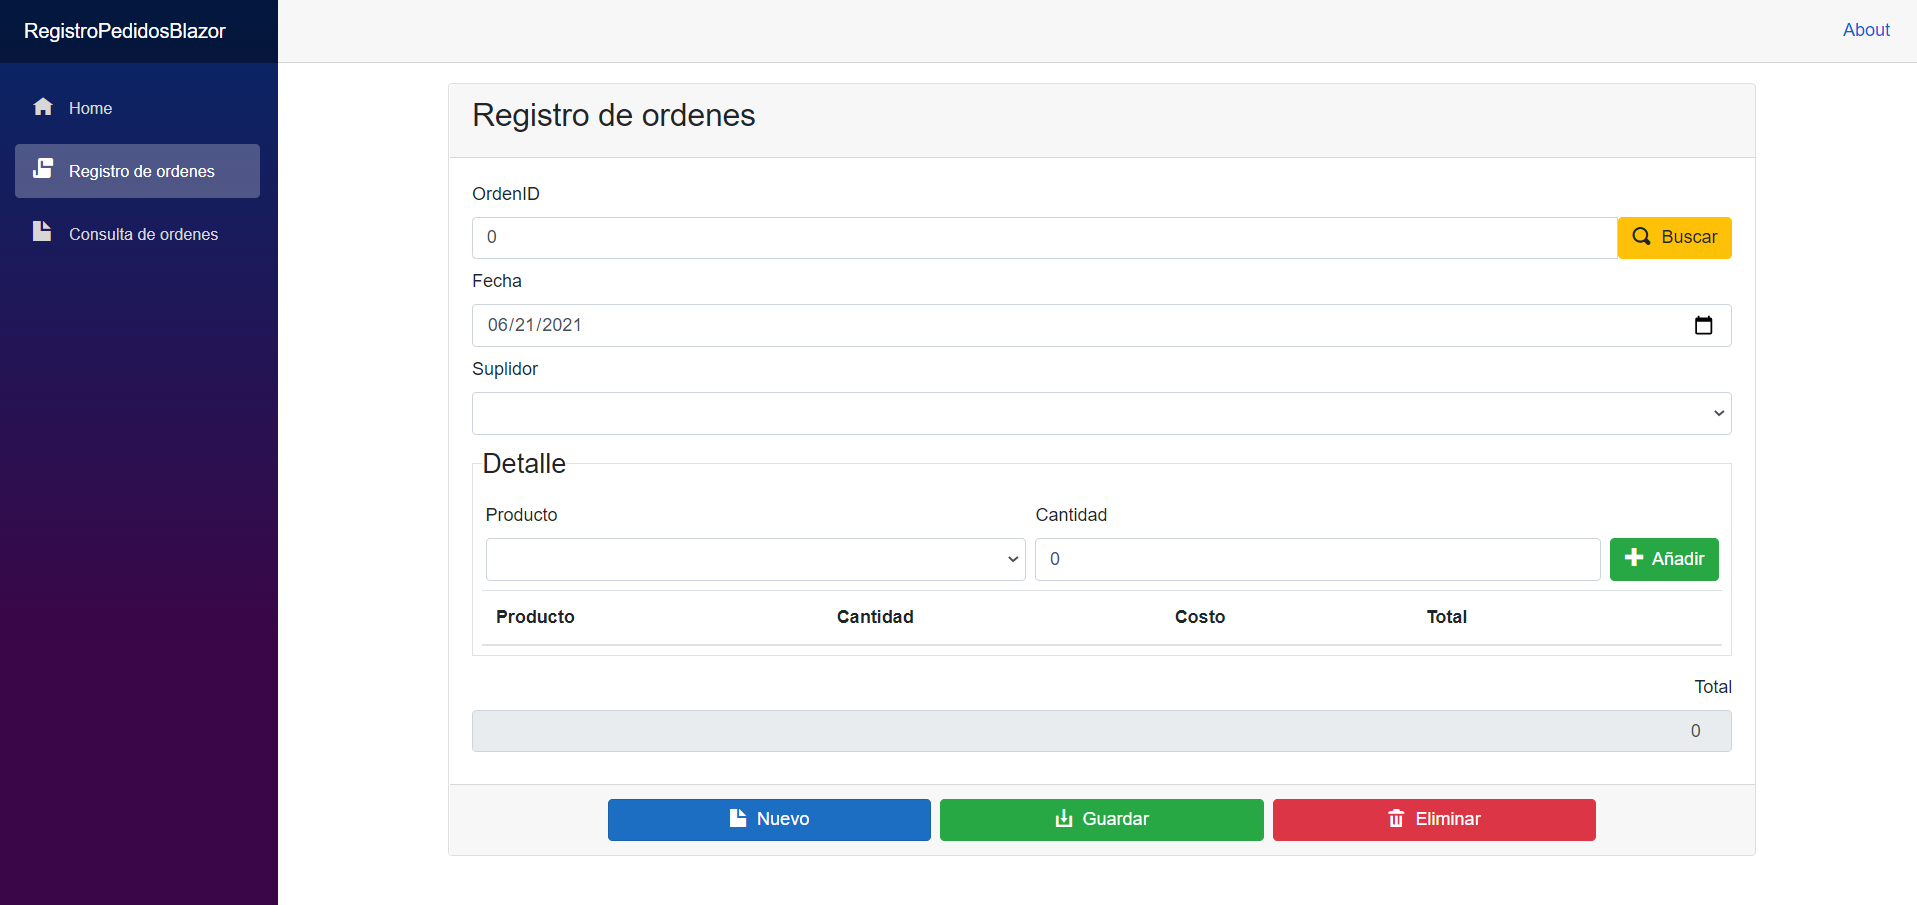 RegistroPedidosBlazor
About
Home
Registro de ordenes
Consulta de ordenes
Registro de ordenes
OrdenID
0
Buscar
Fecha
06/21/2021
Suplidor
Detalle
Producto Cantidad
0
Añadir
Producto Cantidad Costo Total
Total
0
Nuevo Guardar Eliminar